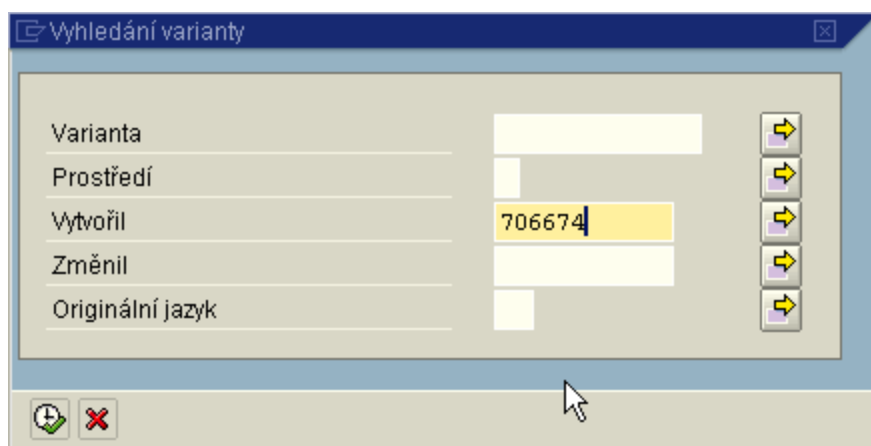 Vyhledání varianty
Varianta
Prostředí
Vytvořil 706674
Změnil
Originální jazyk